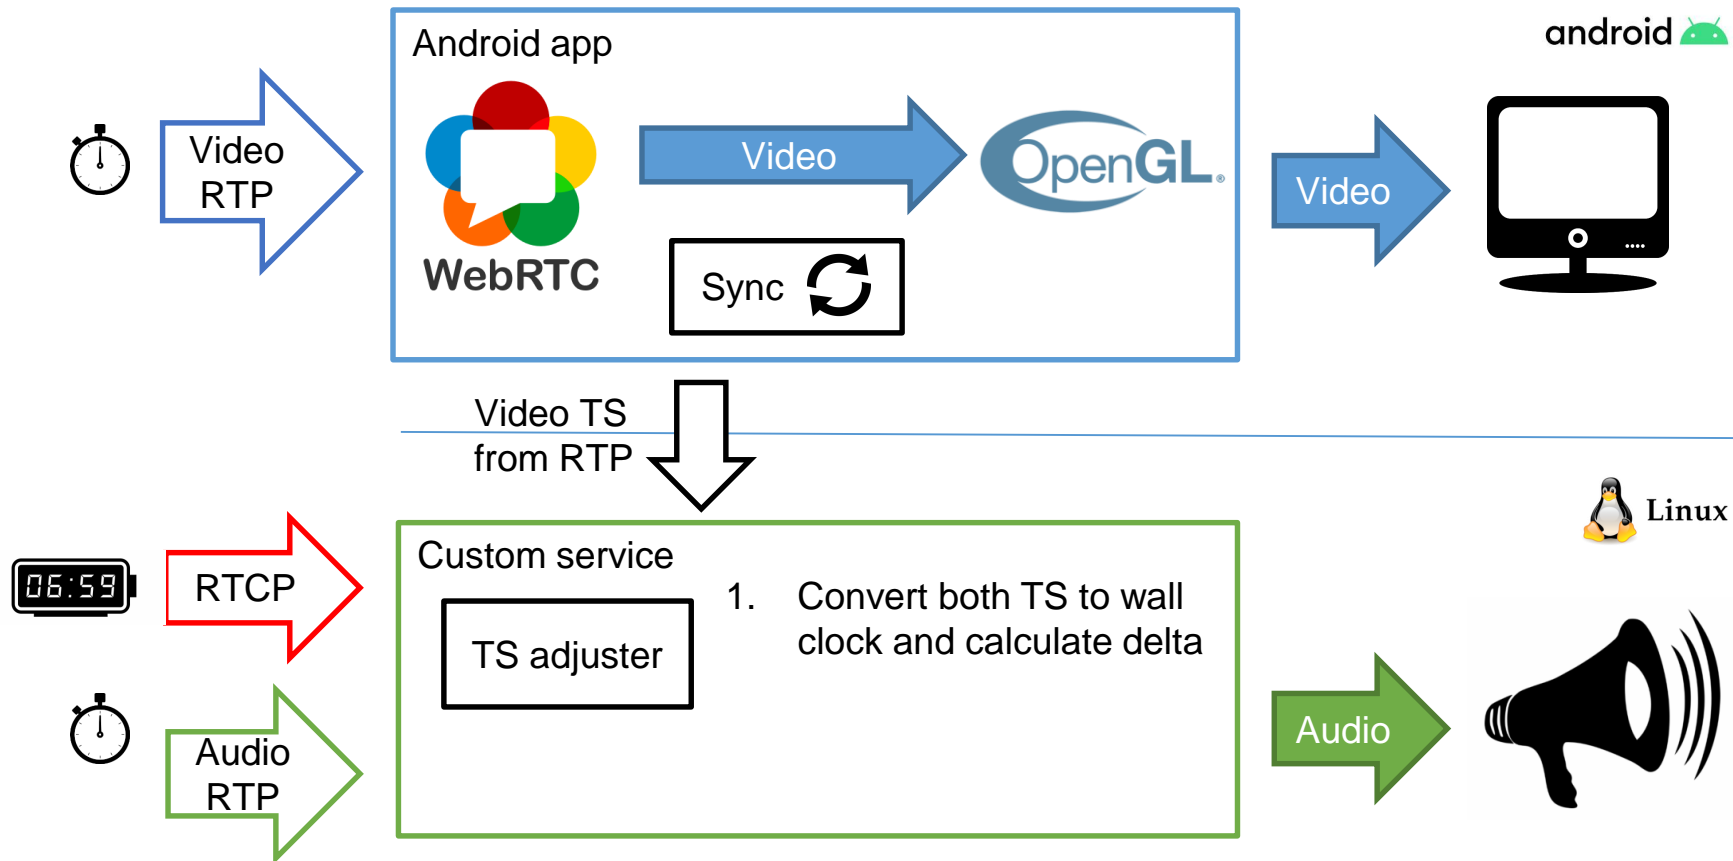 Android app
android
Video
RTP
WebRTC
Video
OpenGL®
Video
Sync
Video TS
from RTP
Linux
06:59
RTCP
Custom service
TS adjuster
1. Convert both TS to wall
clock and calculate delta
Audio
RTP
Audio